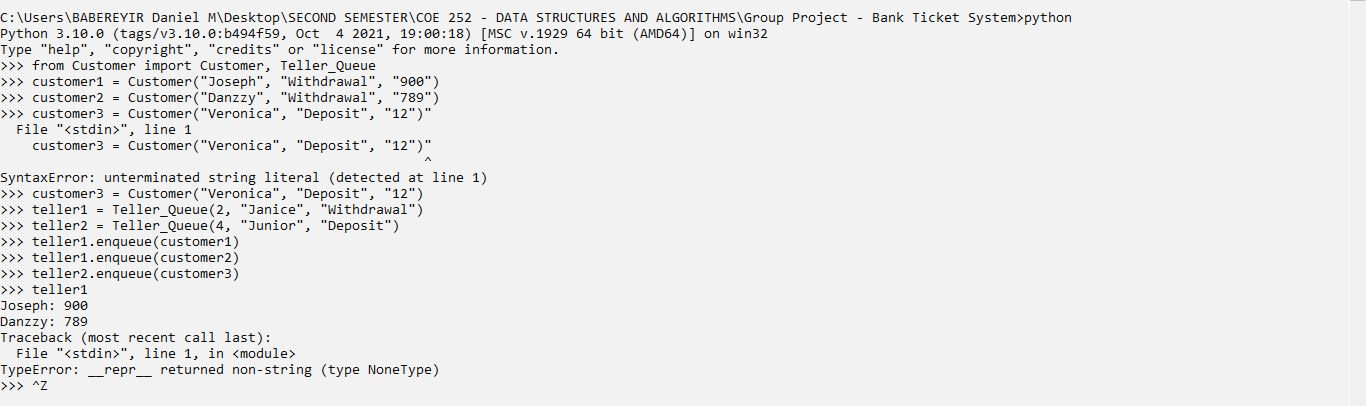 C:\Users\BABEREYIR Daniel M\Desktop\SECOND SEMESTER\COE 252 - DATA STRUCTURES AND ALGORITHMS\Group Project - Bank Ticket System>python
Python 3.10.0 (tags/v3.10.0:b494f59, Oct  4 2021, 19:00:18) [MSC v.1929 64 bit (AMD64)] on win32
Type "help", "copyright", "credits" or "license" for more information.
>>> from Customer import Customer, Teller_Queue
>>> customer1 = Customer("Joseph", "Withdrawal", "900")
>>> customer2 = Customer("Danzzy", "Withdrawal", "789")
>>> customer3 = Customer("Veronica", "Deposit", "12")"
  File "<stdin>", line 1
    customer3 = Customer("Veronica", "Deposit", "12")"
                                                     ^
SyntaxError: unterminated string literal (detected at line 1)
>>> customer3 = Customer("Veronica", "Deposit", "12")
>>> teller1 = Teller_Queue(2, "Janice", "Withdrawal")
>>> teller2 = Teller_Queue(4, "Junior", "Deposit")
>>> teller1.enqueue(customer1)
>>> teller1.enqueue(customer2)
>>> teller2.enqueue(customer3)
>>> teller1
Joseph: 900
Danzzy: 789
Traceback (most recent call last):
  File "<stdin>", line 1, in <module>
TypeError: __repr__ returned non-string (type NoneType)
>>> ^Z